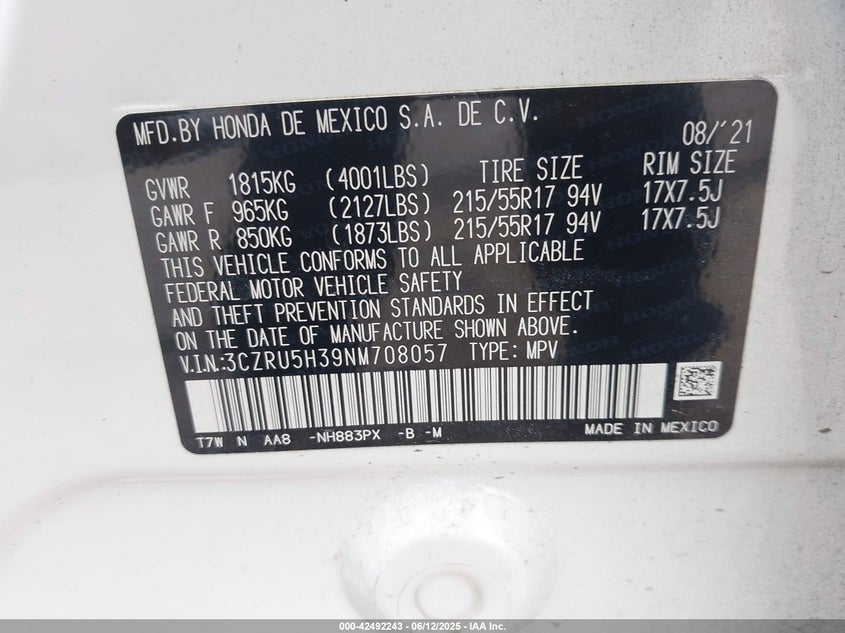 MFD.BY HONDA DE MEXICO S.A. DE C.V.
08/'21
GVWR 1815KG (4001LBS) TIRE SIZE RIM SIZE
GAWR F 965KG (2127LBS) 215/55R17 94V 17X7.5J
GAWR R 850KG (1873LBS) 215/55R17 94V 17X7.5J
THIS VEHICLE CONFORMS TO ALL APPLICABLE
FEDERAL MOTOR VEHICLE SAFETY
AND THEFT PREVENTION STANDARDS IN EFFECT
ON THE DATE OF MANUFACTURE SHOWN ABOVE.
V.I.N.:3CZRU5H39NM708057 TYPE: MPV
T7W N AA8 -NH883PX -B -M MADE IN MEXICO
000-42492243 - 06/12/2025 - IAA Inc.